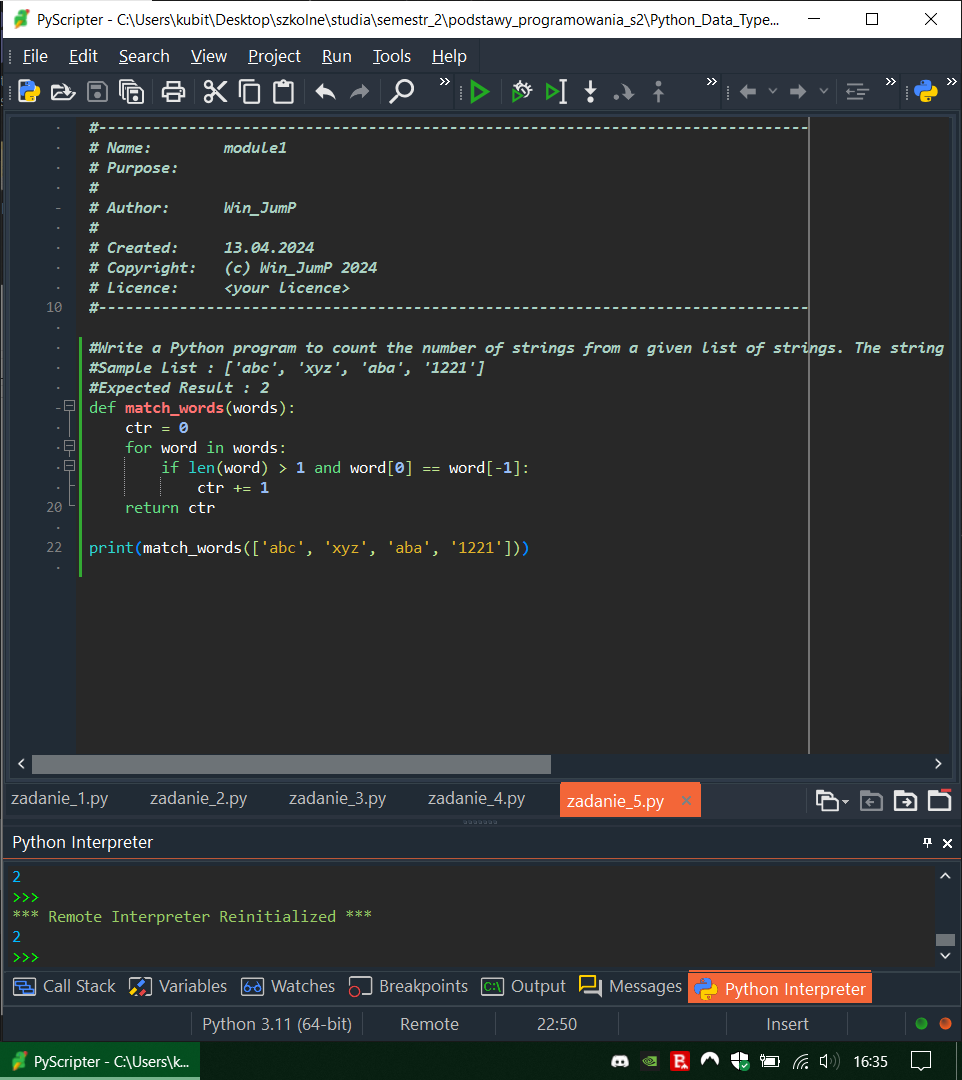 PyScripter - C:\Users\kubit\Desktop\szkolne\studia\semestr_2\podstawy_programowania_s2\Python_Data_Type...
File Edit Search View Project Run Tools Help
#-------------------------------------------------------------------------------
# Name:        module1
# Purpose:
#
# Author:      Win_JumP
#
# Created:     13.04.2024
# Copyright:   (c) Win_JumP 2024
# Licence:     <your licence>
10 #-------------------------------------------------------------------------------
#Write a Python program to count the number of strings from a given list of strings. The string
#Sample List : ['abc', 'xyz', 'aba', '1221']
#Expected Result : 2
def match_words(words):
    ctr = 0
    for word in words:
        if len(word) > 1 and word[0] == word[-1]:
            ctr += 1
20     return ctr
22 print(match_words(['abc', 'xyz', 'aba', '1221']))
zadanie_1.py zadanie_2.py zadanie_3.py zadanie_4.py zadanie_5.py
Python Interpreter
2
>>>
*** Remote Interpreter Reinitialized ***
2
>>>
Call Stack Variables Watches Breakpoints Output Messages Python Interpreter
Python 3.11 (64-bit) Remote 22:50 Insert
PyScripter - C:\Users\k... 16:35